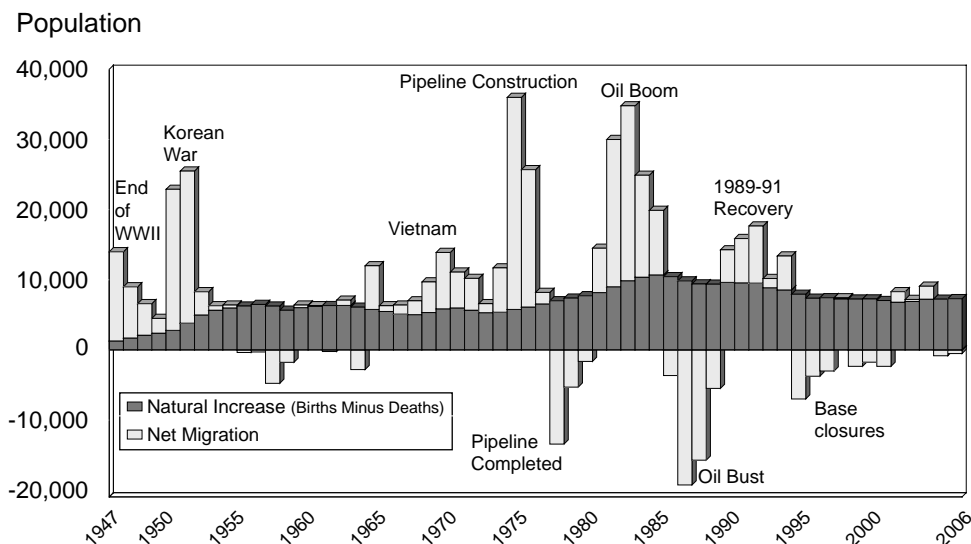 Population
40,000
30,000
20,000
10,000
0
-10,000
-20,000
End
of
WWII
Korean
War
Vietnam
Pipeline Construction
Pipeline
Completed
Oil Boom
Oil Bust
1989-91
Recovery
Base
closures
Natural Increase (Births Minus Deaths)
Net Migration
1947
1950
1955
1960
1965
1970
1975
1980
1985
1990
1995
2000
2006